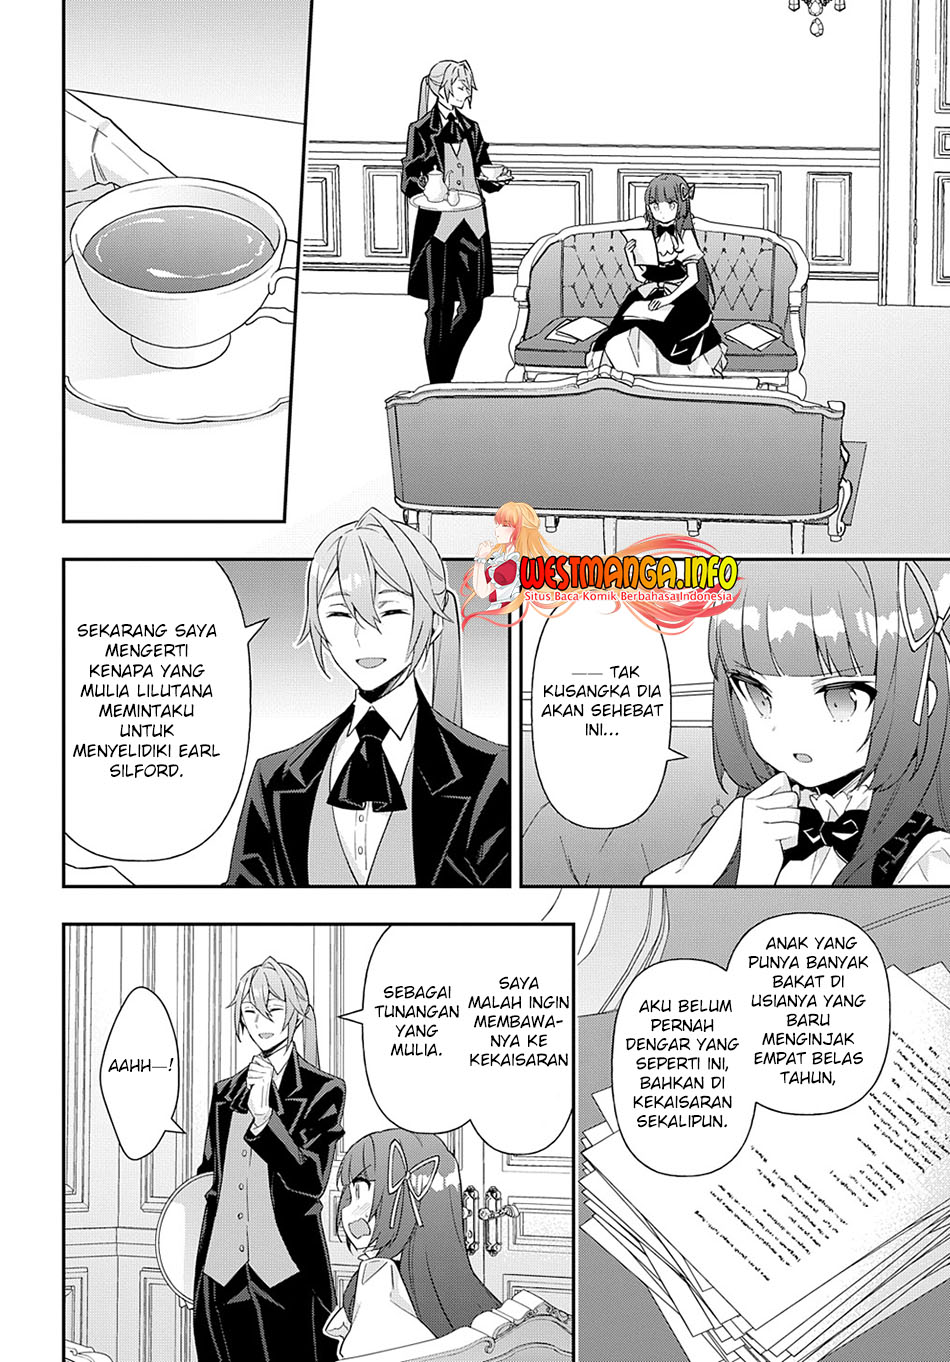 WESTMANGA.INFO
Situs Baca Komik Berbahasa Indonesia
—— TAK
KUSANGKA DIA
AKAN SEHEBAT
INI...
SEKARANG SAYA
MENGERTI
KENAPA YANG
MULIA LILUTANA
MEMINTAKU
UNTUK
MENYELIDIKI EARL
SILFORD.
ANAK YANG
PUNYA BANYAK
BAKAT DI
USIANYA YANG
BARU
MENGINJAK
EMPAT BELAS
TAHUN,
AKU BELUM
PERNAH
DENGAR YANG
SEPERTI INI,
BAHKAN DI
KEKAISARAN
SEKALIPUN.
SAYA
MALAH INGIN
MEMBAWA-
NYA KE
KEKAISARAN
SEBAGAI
TUNANGAN
YANG
MULIA.
AAHH—!